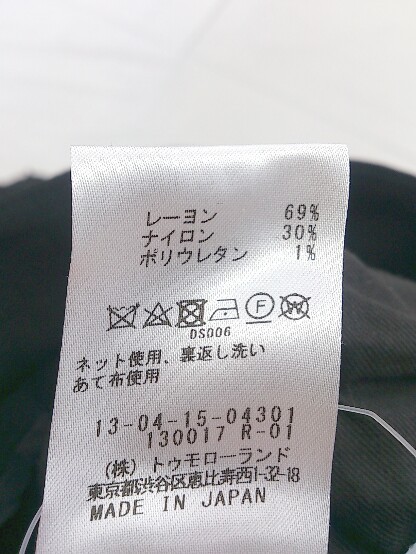 レーヨン 69%
ナイロン 30%
ポリウレタン 1%
F W
DS006
ネット使用、裏返し洗い
あて布使用
13-04-15-04301
130017 R-01
(株) トゥモローランド
東京都渋谷区恵比寿西1-32-18
MADE IN JAPAN